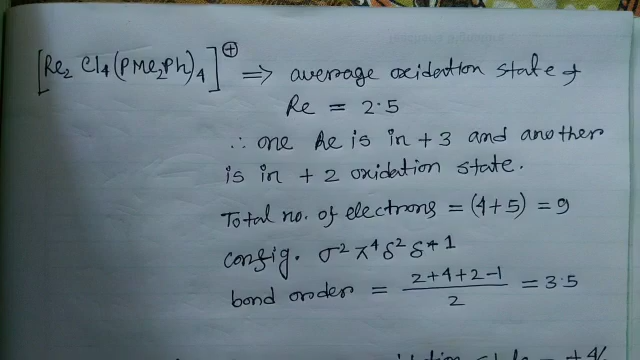 [Re₂ Cl₄(PMe₂Ph)₄]⊕ ⇒ average oxidation state of
Re = 2.5
∴ one Re is in +3 and another
is in +2 oxidation state.
Total no. of electrons = (4+5) = 9
config. σ² π⁴ δ² δ*1
bond order = (2+4+2-1)/2 = 3.5